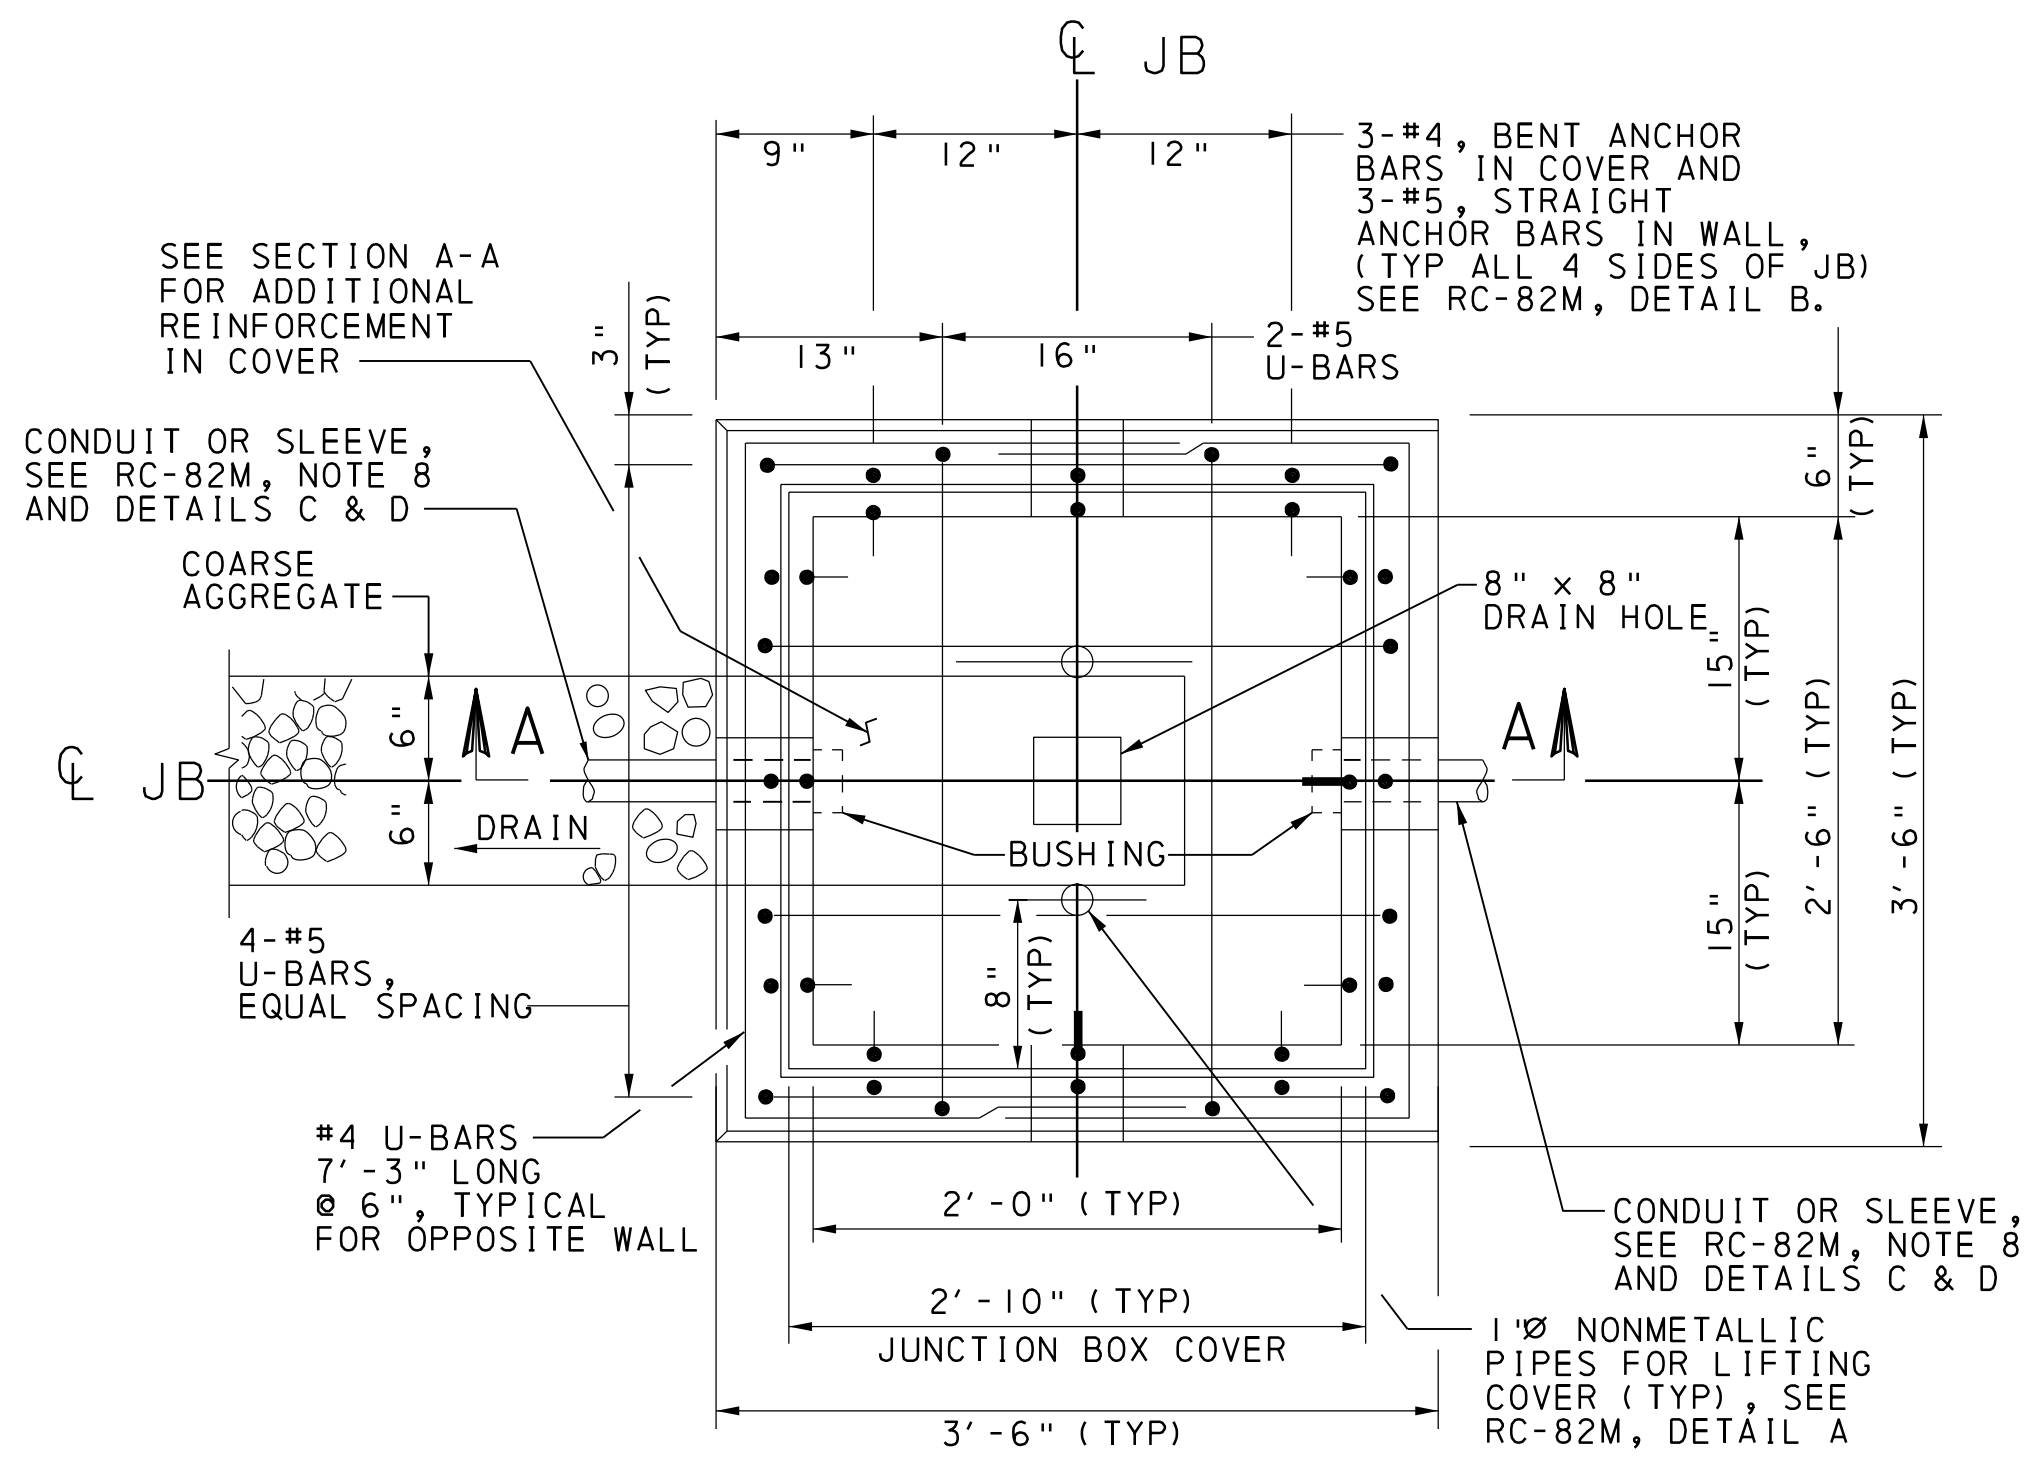 ℄ JB
9" 12" 12"
3-#4, BENT ANCHOR
BARS IN COVER AND
3-#5, STRAIGHT
ANCHOR BARS IN WALL,
(TYP ALL 4 SIDES OF JB)
SEE RC-82M, DETAIL B.
SEE SECTION A-A
FOR ADDITIONAL
REINFORCEMENT
IN COVER
3"
(TYP)
13" 16"
2-#5
U-BARS
CONDUIT OR SLEEVE,
SEE RC-82M, NOTE 8
AND DETAILS C & D
6"
(TYP)
COARSE
AGGREGATE
8" x 8"
DRAIN HOLE
15"
(TYP)
6"
A
A
2'-6" (TYP)
3'-6" (TYP)
℄ JB
6"
DRAIN
BUSHING
15"
(TYP)
4-#5
U-BARS,
EQUAL SPACING
8"
(TYP)
#4 U-BARS
7'-3" LONG
@ 6", TYPICAL
FOR OPPOSITE WALL
2'-0" (TYP)
CONDUIT OR SLEEVE,
SEE RC-82M, NOTE 8
AND DETAILS C & D
2'-10" (TYP)
JUNCTION BOX COVER
1"Ø NONMETALLIC
PIPES FOR LIFTING
COVER (TYP), SEE
RC-82M, DETAIL A
3'-6" (TYP)